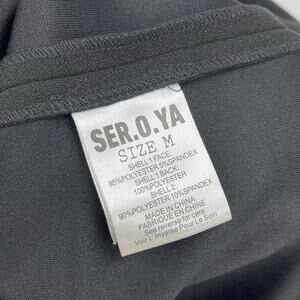 SER.O.YA
SIZE M
SHELL1 FACE:
95%POLYESTER 5%SPANDEX
SHELL1 BACK:
100%POLYESTER
SHELL2:
90%POLYESTER 10%SPANDEX
MADE IN CHINA
FABRIQUE EN CHINE
See reverse for care.
Voir L' Inverse Pour Le Soin